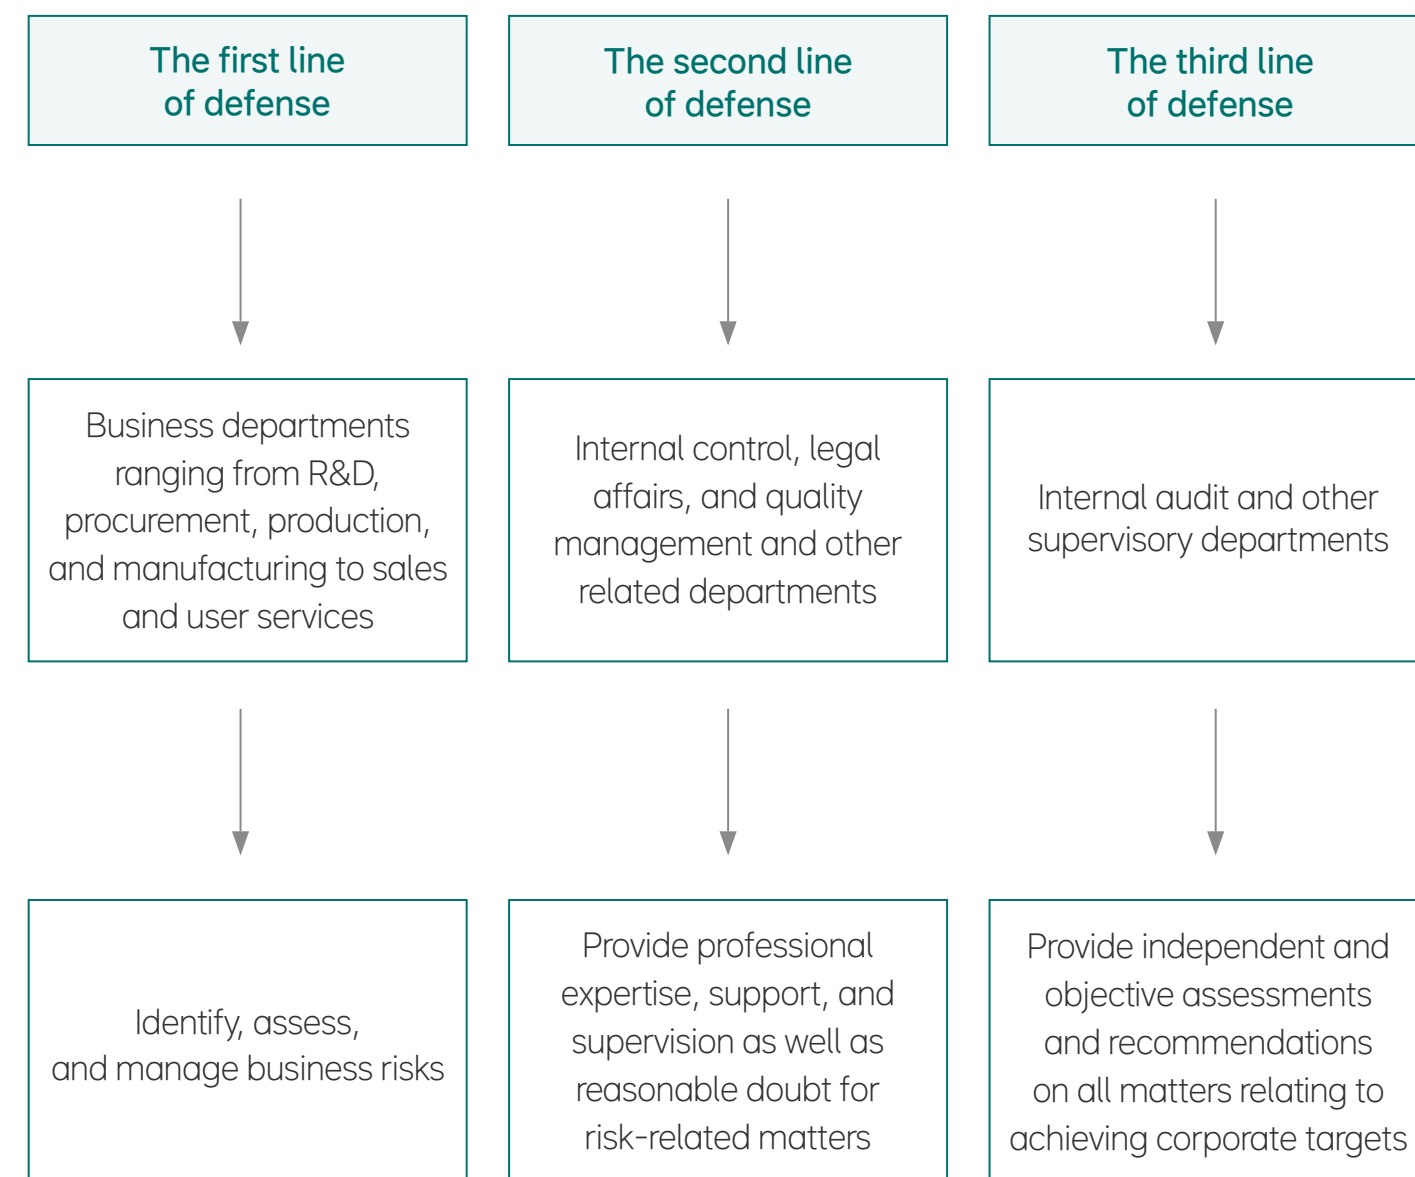 The first line
of defense
The second line
of defense
The third line
of defense
Business departments
ranging from R&D,
procurement, production,
and manufacturing to sales
and user services
Internal control, legal
affairs, and quality
management and other
related departments
Internal audit and other
supervisory departments
Identify, assess,
and manage business risks
Provide professional
expertise, support, and
supervision as well as
reasonable doubt for
risk-related matters
Provide independent and
objective assessments
and recommendations
on all matters relating to
achieving corporate targets